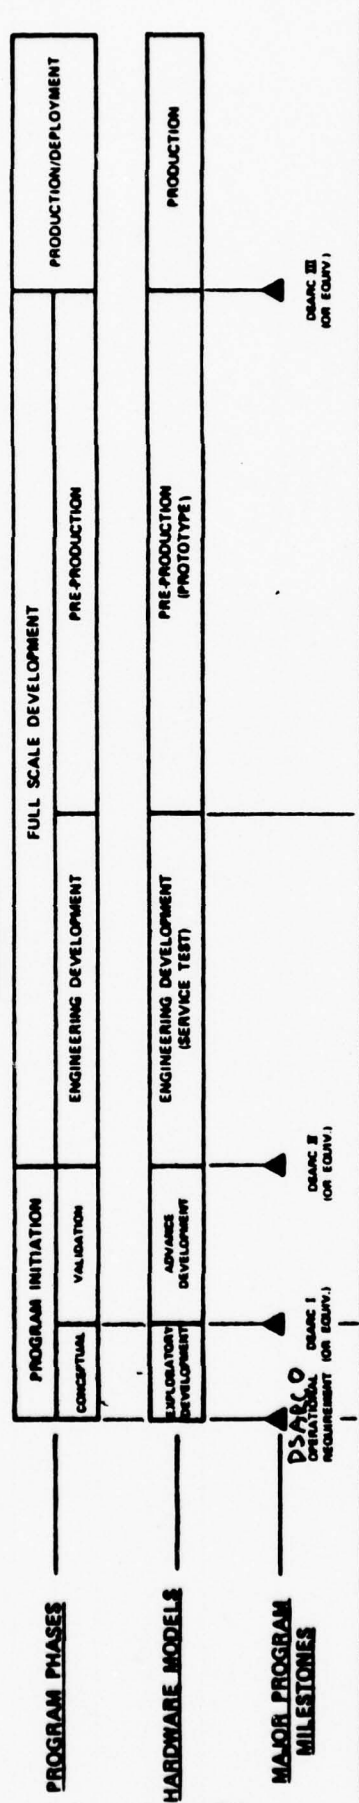 PROGRAM PHASES
PROGRAM INITIATION
FULL SCALE DEVELOPMENT
PRODUCTION/DEPLOYMENT
CONCEPTUAL
VALIDATION
ENGINEERING DEVELOPMENT
PRE-PRODUCTION
HARDWARE MODELS
EXPLORATORY
DEVELOPMENT
ADVANCE
DEVELOPMENT
ENGINEERING DEVELOPMENT
(SERVICE TEST)
PRE-PRODUCTION
(PROTOTYPE)
PRODUCTION
MAJOR PROGRAM
MILESTONES
DSARC O
OPERATIONAL
REQUIREMENT
DSARC I
(OR EQUIV.)
DSARC II
(OR EQUIV.)
DSARC III
(OR EQUIV.)